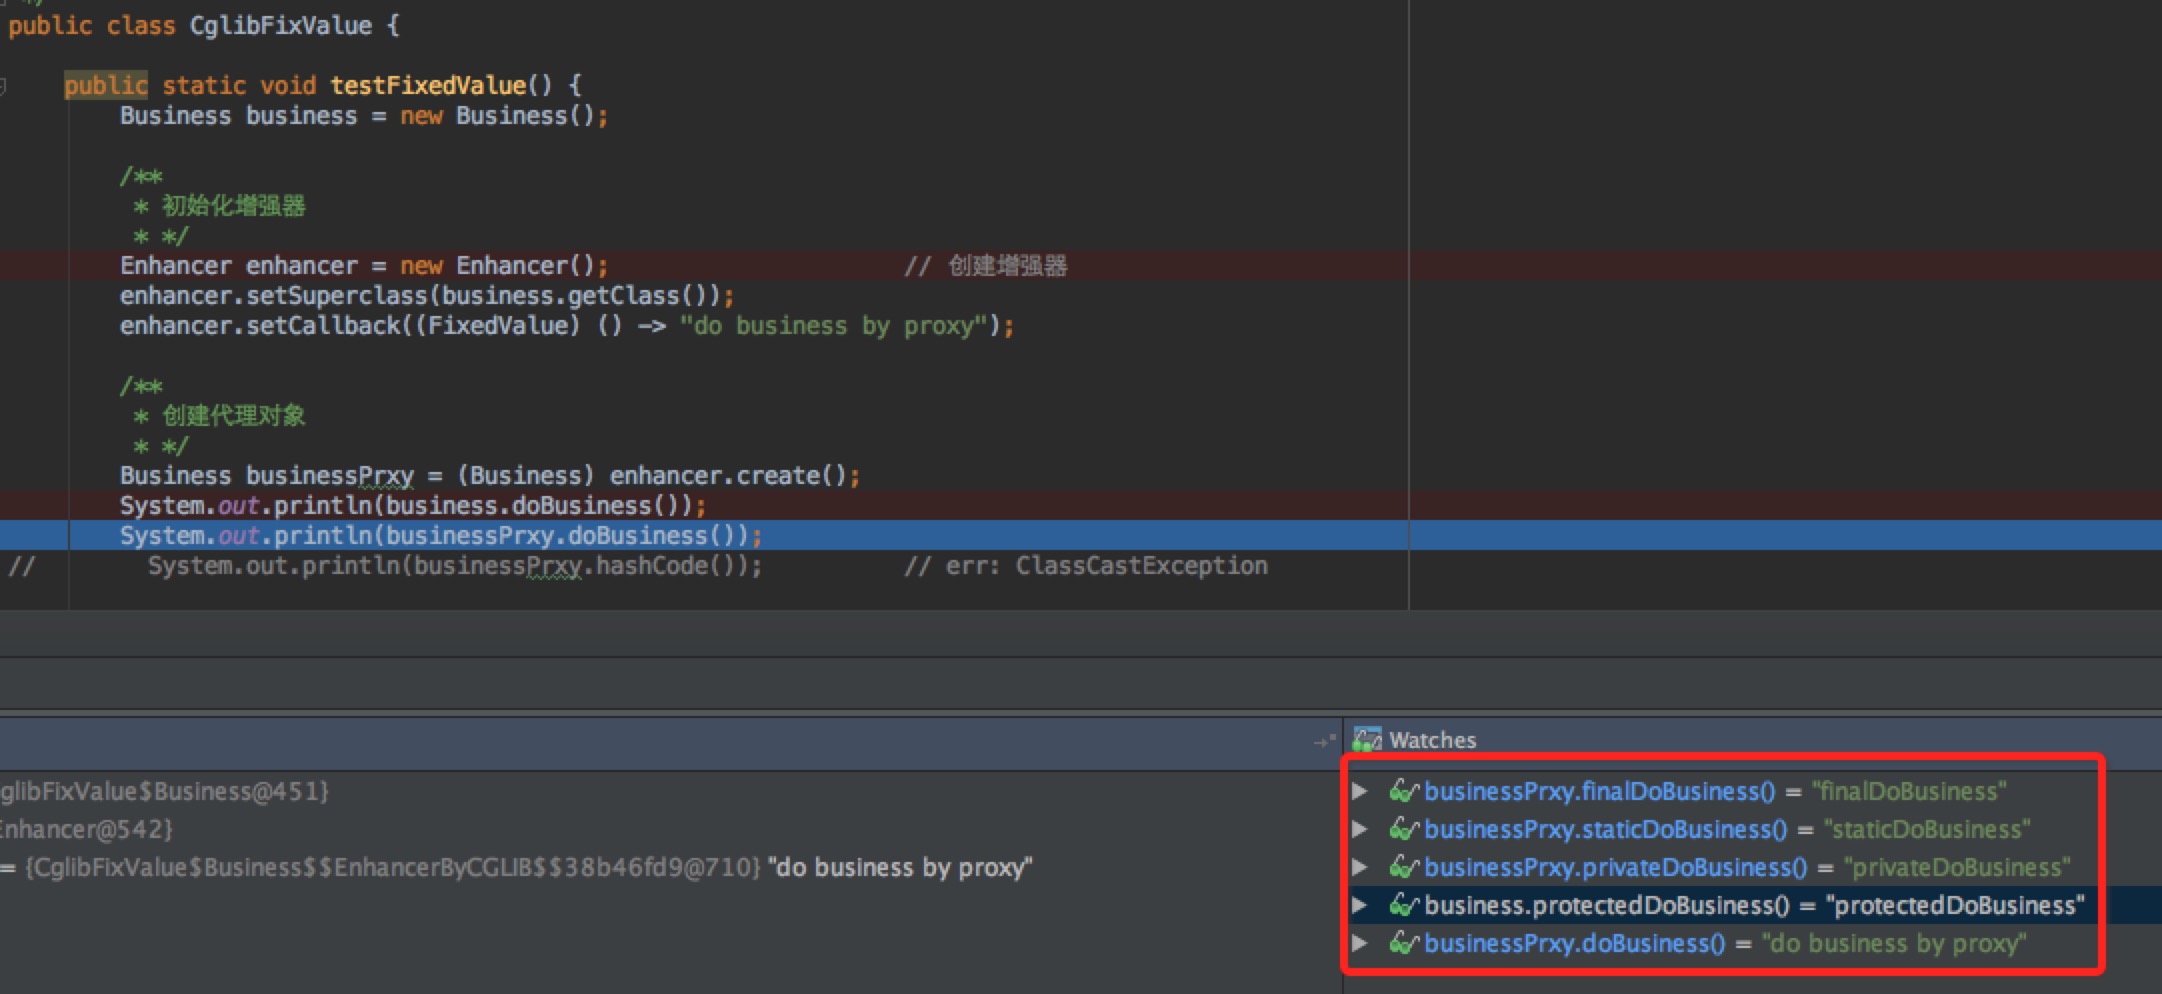 */
public class CglibFixValue {
public static void testFixedValue() {
Business business = new Business();
/**
* 初始化增强器
* */
Enhancer enhancer = new Enhancer(); // 创建增强器
enhancer.setSuperclass(business.getClass());
enhancer.setCallback((FixedValue) () -> "do business by proxy");
/**
* 创建代理对象
* */
Business businessPrxy = (Business) enhancer.create();
System.out.println(business.doBusiness());
System.out.println(businessPrxy.doBusiness());
// System.out.println(businessPrxy.hashCode()); // err: ClassCastException
Watches
glibFixValue$Business@451}
Enhancer@542}
= {CglibFixValue$Business$$EnhancerByCGLIB$$38b46fd9@710} "do business by proxy"
businessPrxy.finalDoBusiness() = "finalDoBusiness"
businessPrxy.staticDoBusiness() = "staticDoBusiness"
businessPrxy.privateDoBusiness() = "privateDoBusiness"
business.protectedDoBusiness() = "protectedDoBusiness"
businessPrxy.doBusiness() = "do business by proxy"